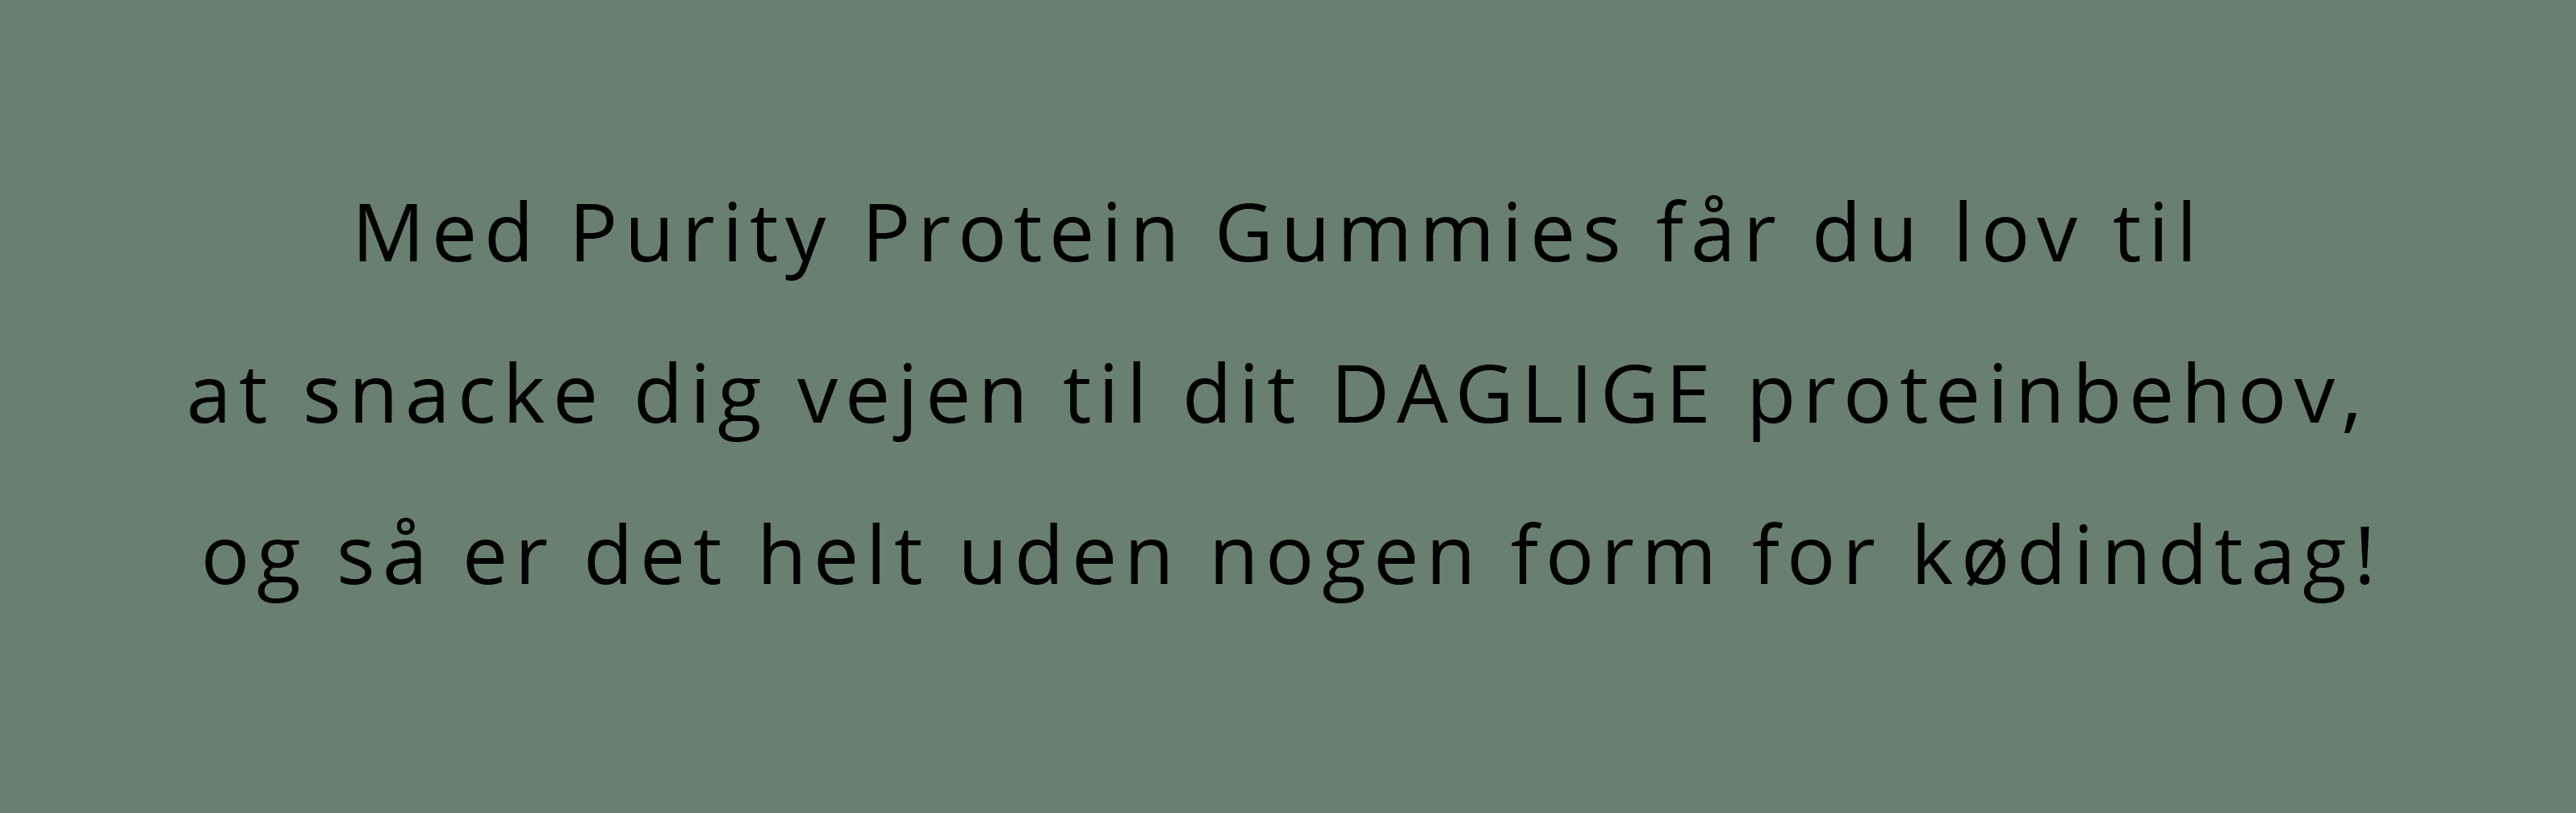 Med Purity Protein Gummies får du lov til
at snacke dig vejen til dit DAGLIGE proteinbehov,
og så er det helt uden nogen form for kødindtag!